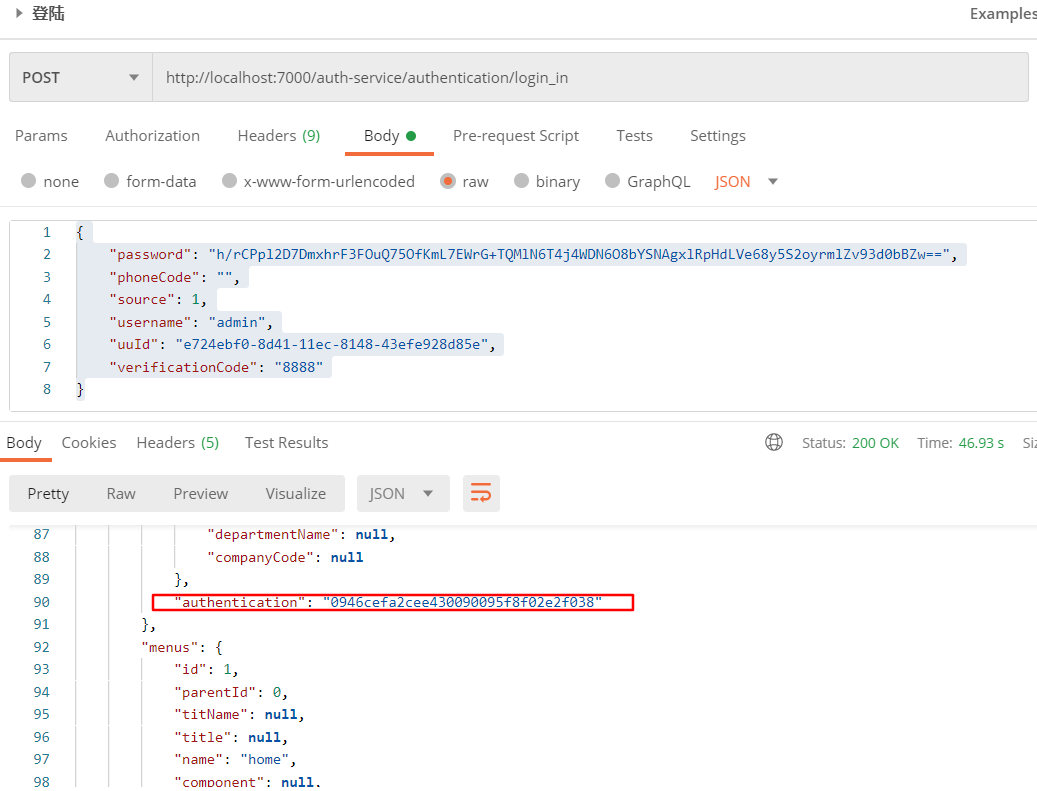 登陆 Examples
POST http://localhost:7000/auth-service/authentication/login_in
Params Authorization Headers (9) Body Pre-request Script Tests Settings
none form-data x-www-form-urlencoded raw binary GraphQL JSON
1 {
2 "password": "h/rCPpl2D7DmxhrF3FOuQ75OfKmL7EWrG+TQMlN6T4j4WDN6O8bYSNAgxlRpHdLVe68y5S2oyrmlZv93d0bBZw==",
3 "phoneCode": "",
4 "source": 1,
5 "username": "admin",
6 "uuId": "e724ebf0-8d41-11ec-8148-43efe928d85e",
7 "verificationCode": "8888"
8 }
Body Cookies Headers (5) Test Results Status: 200 OK Time: 46.93 s Siz
Pretty Raw Preview Visualize JSON
87 "departmentName": null,
88 "companyCode": null
89 },
90 "authentication": "0946cefa2cee430090095f8f02e2f038"
91 },
92 "menus": {
93 "id": 1,
94 "parentId": 0,
95 "titName": null,
96 "title": null,
97 "name": "home",
98 "component": null,